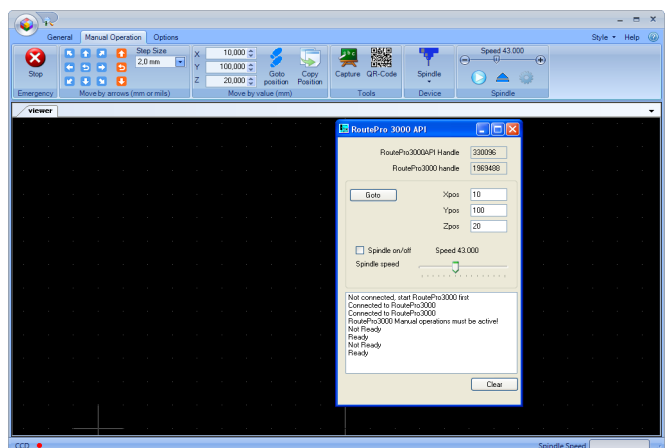 General Manual Operation Options Style Help
Step Size
2,0 mm
Stop
X 10,000
Y 100,000
Z 20,000
Goto position
Copy Position
Capture
QR-Code
Spindle
Speed 43.000
Emergency
Move by arrows (mm or mils)
Move by value (mm)
Tools
Device
Spindle
viewer
RoutePro 3000 API
RoutePro3000API Handle 330096
RoutePro3000 handle 1969488
Goto
Xpos 10
Ypos 100
Zpos 20
Spindle on/off Speed 43.000
Spindle speed
Not connected, start RoutePro3000 first
Connected to RoutePro3000
Connected to RoutePro3000
RoutePro3000 Manual operations must be active!
Not Ready
Ready
Not Ready
Ready
Clear
CCD
Spindle Speed